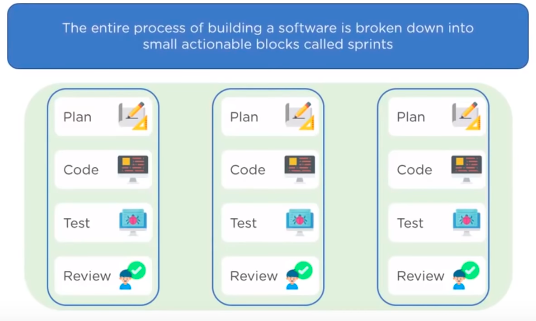 The entire process of building a software is broken down into
small actionable blocks called sprints
Plan
Code
Test
Review
Plan
Code
Test
Review
Plan
Code
Test
Review